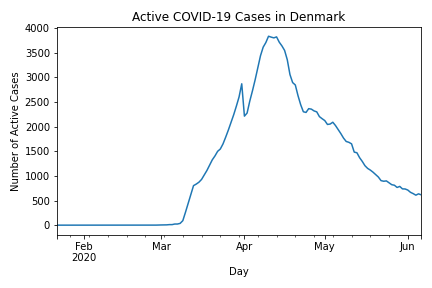 Active COVID-19 Cases in Denmark
4000
3500
3000
2500
2000
1500
1000
500
0
Number of Active Cases
Feb
2020
Mar
Apr
May
Jun
Day